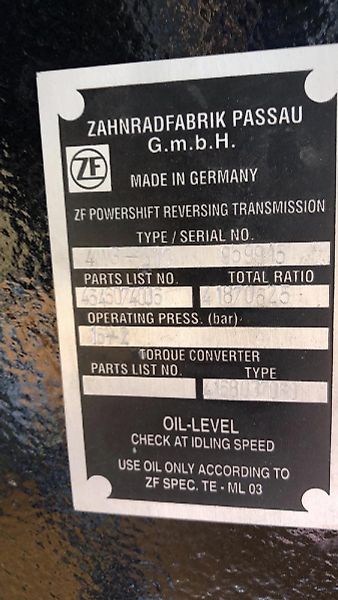 ZAHNRADFABRIK PASSAU
G.m.b.H.
ZF
MADE IN GERMANY
ZF POWERSHIFT REVERSING TRANSMISSION
TYPE / SERIAL NO.
PARTS LIST NO. TOTAL RATIO
OPERATING PRESS. (bar)
16+2
TORQUE CONVERTER
PARTS LIST NO. TYPE
OIL-LEVEL
CHECK AT IDLING SPEED
USE OIL ONLY ACCORDING TO
ZF SPEC. TE - ML 03